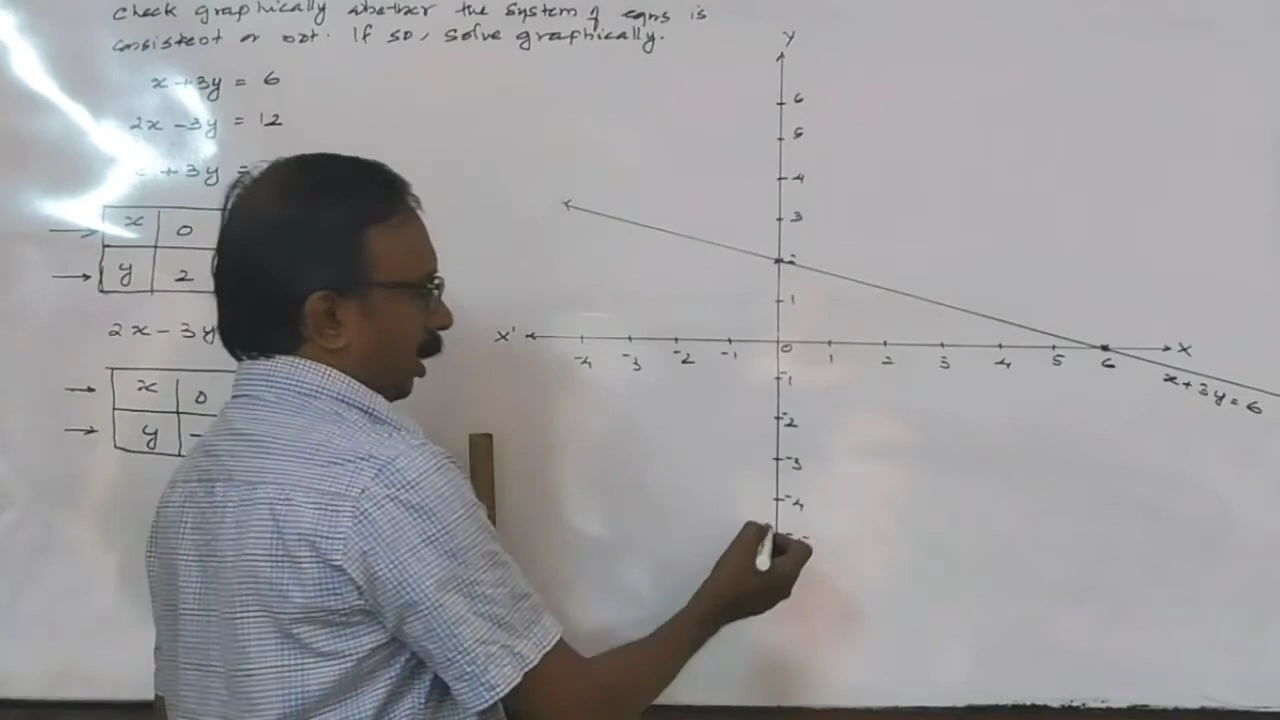 check graphically whether the system of eqns is
consistent or not. If so, solve graphically.
x + 3y = 6
2x - 3y = 12
+ 3y =
x 0
y 2
2x - 3y
x 0
y -
Y
6
5
4
3
2
1
X' -4 -3 -2 -1 0 1 2 3 4 5 6 X
x + 3y = 6
-1
-2
-3
-4